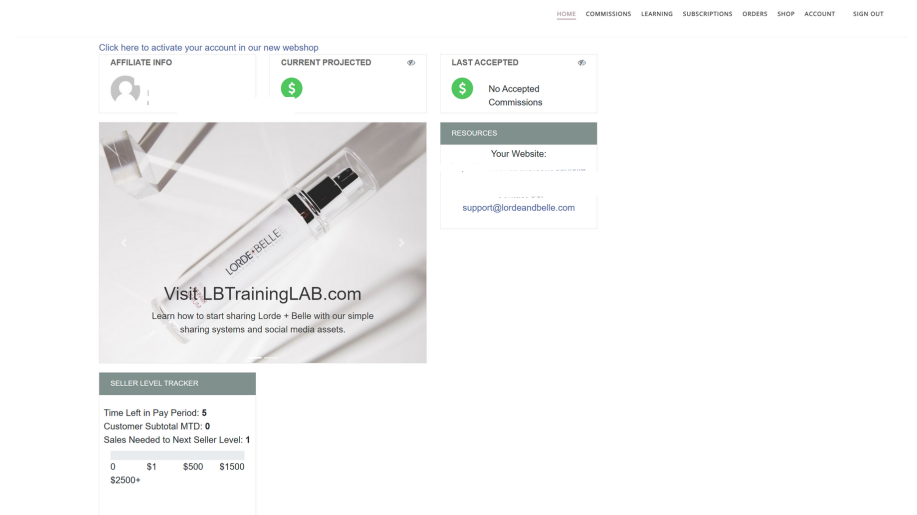 HOME COMMISSIONS LEARNING SUBSCRIPTIONS ORDERS SHOP ACCOUNT SIGN OUT
Click here to activate your account in our new webshop
AFFILIATE INFO
CURRENT PROJECTED
LAST ACCEPTED
$
$
No Accepted
Commissions
RESOURCES
Your Website:
support@lordeandbelle.com
LORDE+BELLE
Visit LBTrainingLAB.com
Learn how to start sharing Lorde + Belle with our simple
sharing systems and social media assets.
SELLER LEVEL TRACKER
Time Left in Pay Period: 5
Customer Subtotal MTD: 0
Sales Needed to Next Seller Level: 1
0 $1 $500 $1500
$2500+